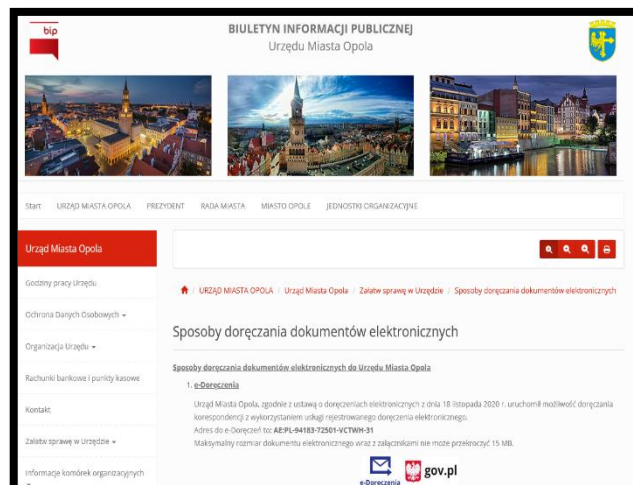 bip
BIULETYN INFORMACJI PUBLICZNEJ
Urzędu Miasta Opola
Start URZĄD MIASTA OPOLA PREZYDENT RADA MIASTA MIASTO OPOLE JEDNOSTKI ORGANIZACYJNE
Urząd Miasta Opola
Godziny pracy Urzędu
Ochrona Danych Osobowych
Organizacja Urzędu
Rachunki bankowe i punkty kasowe
Kontakt
Załatw sprawę w Urzędzie
Informacje komórek organizacyjnych
/ URZĄD MIASTA OPOLA / Urząd Miasta Opola / Załatw sprawę w Urzędzie / Sposoby doręczania dokumentów elektronicznych
Sposoby doręczania dokumentów elektronicznych
Sposoby doręczania dokumentów elektronicznych do Urzędu Miasta Opola
1. e-Doręczenia
Urząd Miasta Opola, zgodnie z ustawą o doręczeniach elektronicznych z dnia 18 listopada 2020 r. uruchomił możliwość doręczania
korespondencji z wykorzystaniem usługi rejestrowanego doręczenia elektronicznego.
Adres do e-Doręczeń to: AE:PL-94183-72501-VCTWH-31
Maksymalny rozmiar dokumentu elektronicznego wraz z załącznikami nie może przekroczyć 15 MB.
e-Doręczenia gov.pl